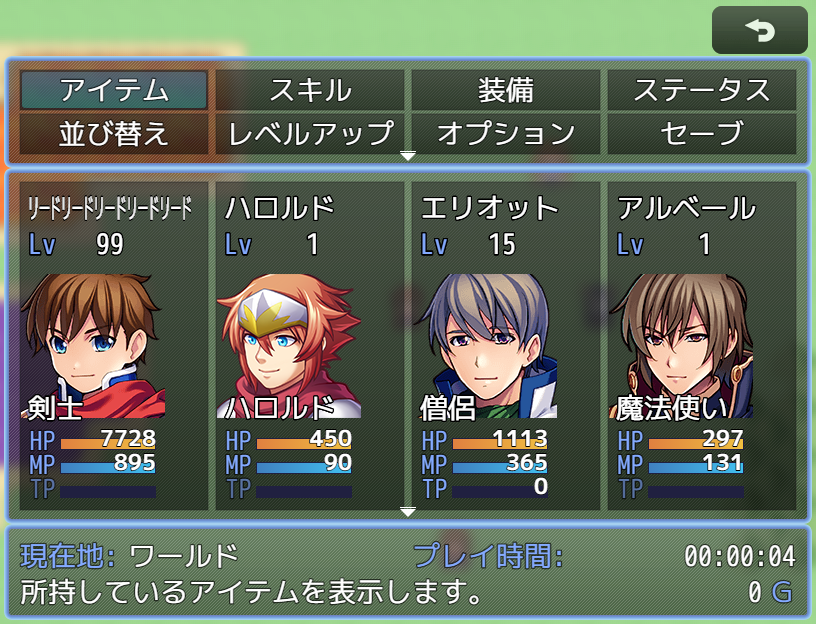 アイテム スキル 装備 ステータス
並び替え レベルアップ オプション セーブ
リードリードリードリードリード ハロルド エリオット アルベール
Lv 99 Lv 1 Lv 15 Lv 1
剣士 ハロルド 僧侶 魔法使い
HP 7728 HP 450 HP 1113 HP 297
MP 895 MP 90 MP 365 MP 131
TP TP TP 0 TP
現在地: ワールド プレイ時間: 00:00:04
所持しているアイテムを表示します。 0 G